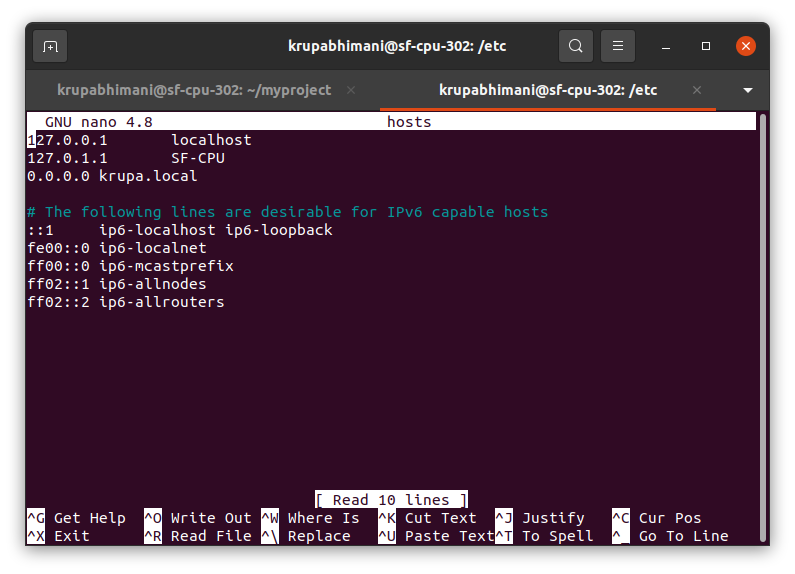 krupabhimani@sf-cpu-302: /etc
krupabhimani@sf-cpu-302: ~/myproject
krupabhimani@sf-cpu-302: /etc
GNU nano 4.8 hosts
127.0.0.1 localhost
127.0.1.1 SF-CPU
0.0.0.0 krupa.local
# The following lines are desirable for IPv6 capable hosts
::1 ip6-localhost ip6-loopback
fe00::0 ip6-localnet
ff00::0 ip6-mcastprefix
ff02::1 ip6-allnodes
ff02::2 ip6-allrouters
[ Read 10 lines ]
^G Get Help ^O Write Out ^W Where Is ^K Cut Text ^J Justify ^C Cur Pos
^X Exit ^R Read File ^\ Replace ^U Paste Text ^T To Spell ^_ Go To Line